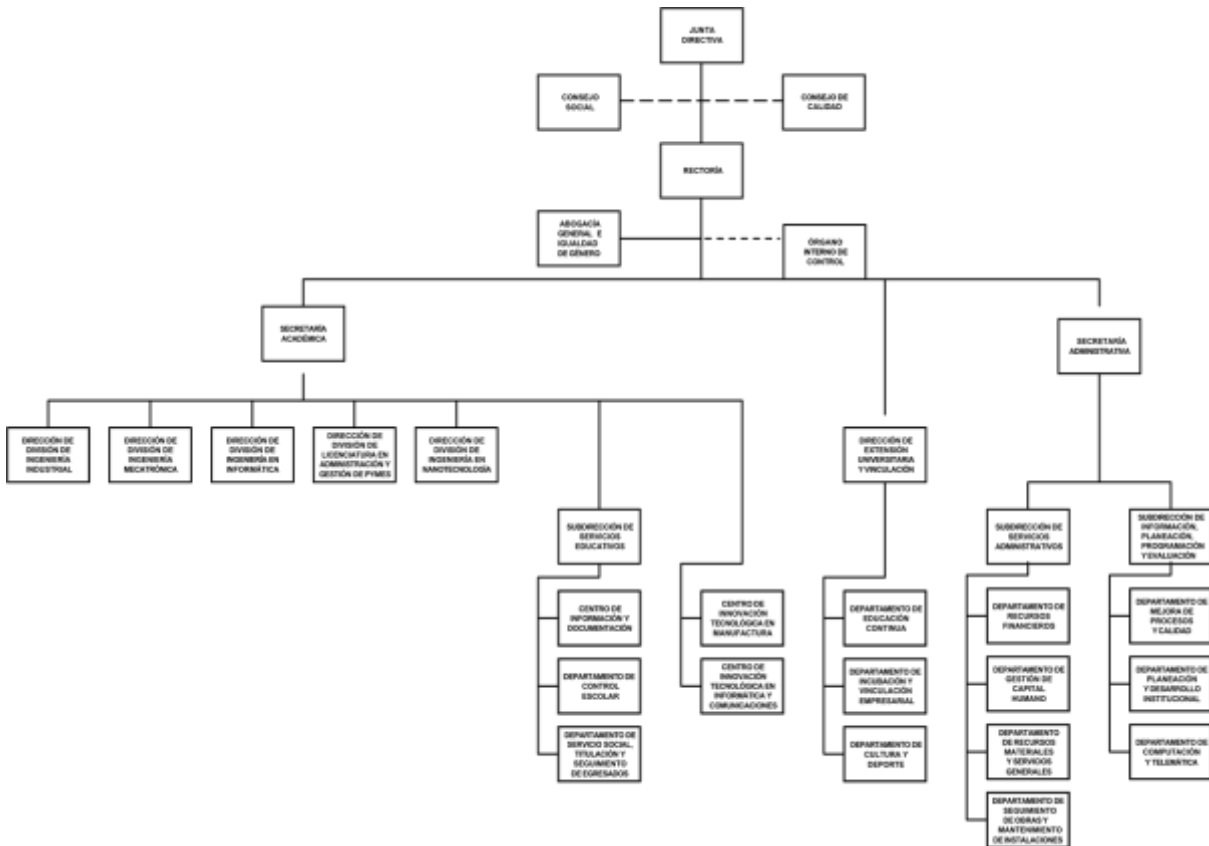 JUNTA
DIRECTIVA
CONSEJO
SOCIAL
CONSEJO DE
CALIDAD
RECTORÍA
ABOGACÍA
GENERAL E
IGUALDAD
DE GÉNERO
ÓRGANO
INTERNO DE
CONTROL
SECRETARÍA
ACADÉMICA
SECRETARÍA
ADMINISTRATIVA
DIRECCIÓN DE
DIVISIÓN DE
INGENIERÍA
INDUSTRIAL
DIRECCIÓN DE
DIVISIÓN DE
INGENIERÍA
MECATRÓNICA
DIRECCIÓN DE
DIVISIÓN DE
INGENIERÍA EN
INFORMÁTICA
DIRECCIÓN DE
DIVISIÓN DE
LICENCIATURA EN
ADMINISTRACIÓN Y
GESTIÓN DE PYMES
DIRECCIÓN DE
DIVISIÓN DE
INGENIERÍA EN
NANOTECNOLOGÍA
DIRECCIÓN DE
EXTENSIÓN
UNIVERSITARIA
Y VINCULACIÓN
SUBDIRECCIÓN DE
SERVICIOS
EDUCATIVOS
SUBDIRECCIÓN DE
SERVICIOS
ADMINISTRATIVOS
SUBDIRECCIÓN DE
INFORMACIÓN,
PLANEACIÓN,
PROGRAMACIÓN
Y EVALUACIÓN
CENTRO DE
INFORMACIÓN Y
DOCUMENTACIÓN
CENTRO DE
INNOVACIÓN
TECNOLÓGICA EN
MANUFACTURA
DEPARTAMENTO DE
EDUCACIÓN
CONTINUA
DEPARTAMENTO DE
RECURSOS
FINANCIEROS
DEPARTAMENTO DE
MEJORA DE
PROCESOS
Y CALIDAD
DEPARTAMENTO DE
CONTROL
ESCOLAR
CENTRO DE
INNOVACIÓN
TECNOLÓGICA EN
INFORMÁTICA Y
COMUNICACIONES
DEPARTAMENTO DE
INCUBACIÓN Y
VINCULACIÓN
EMPRESARIAL
DEPARTAMENTO DE
GESTIÓN DE
CAPITAL
HUMANO
DEPARTAMENTO DE
PLANEACIÓN
Y DESARROLLO
INSTITUCIONAL
DEPARTAMENTO DE
SERVICIO SOCIAL,
TITULACIÓN Y
SEGUIMIENTO
DE EGRESADOS
DEPARTAMENTO DE
CULTURA Y
DEPORTE
DEPARTAMENTO
DE RECURSOS
MATERIALES
Y SERVICIOS
GENERALES
DEPARTAMENTO DE
COMPUTACIÓN
Y TELEMÁTICA
DEPARTAMENTO DE
SEGUIMIENTO
DE OBRAS Y
MANTENIMIENTO
DE INSTALACIONES